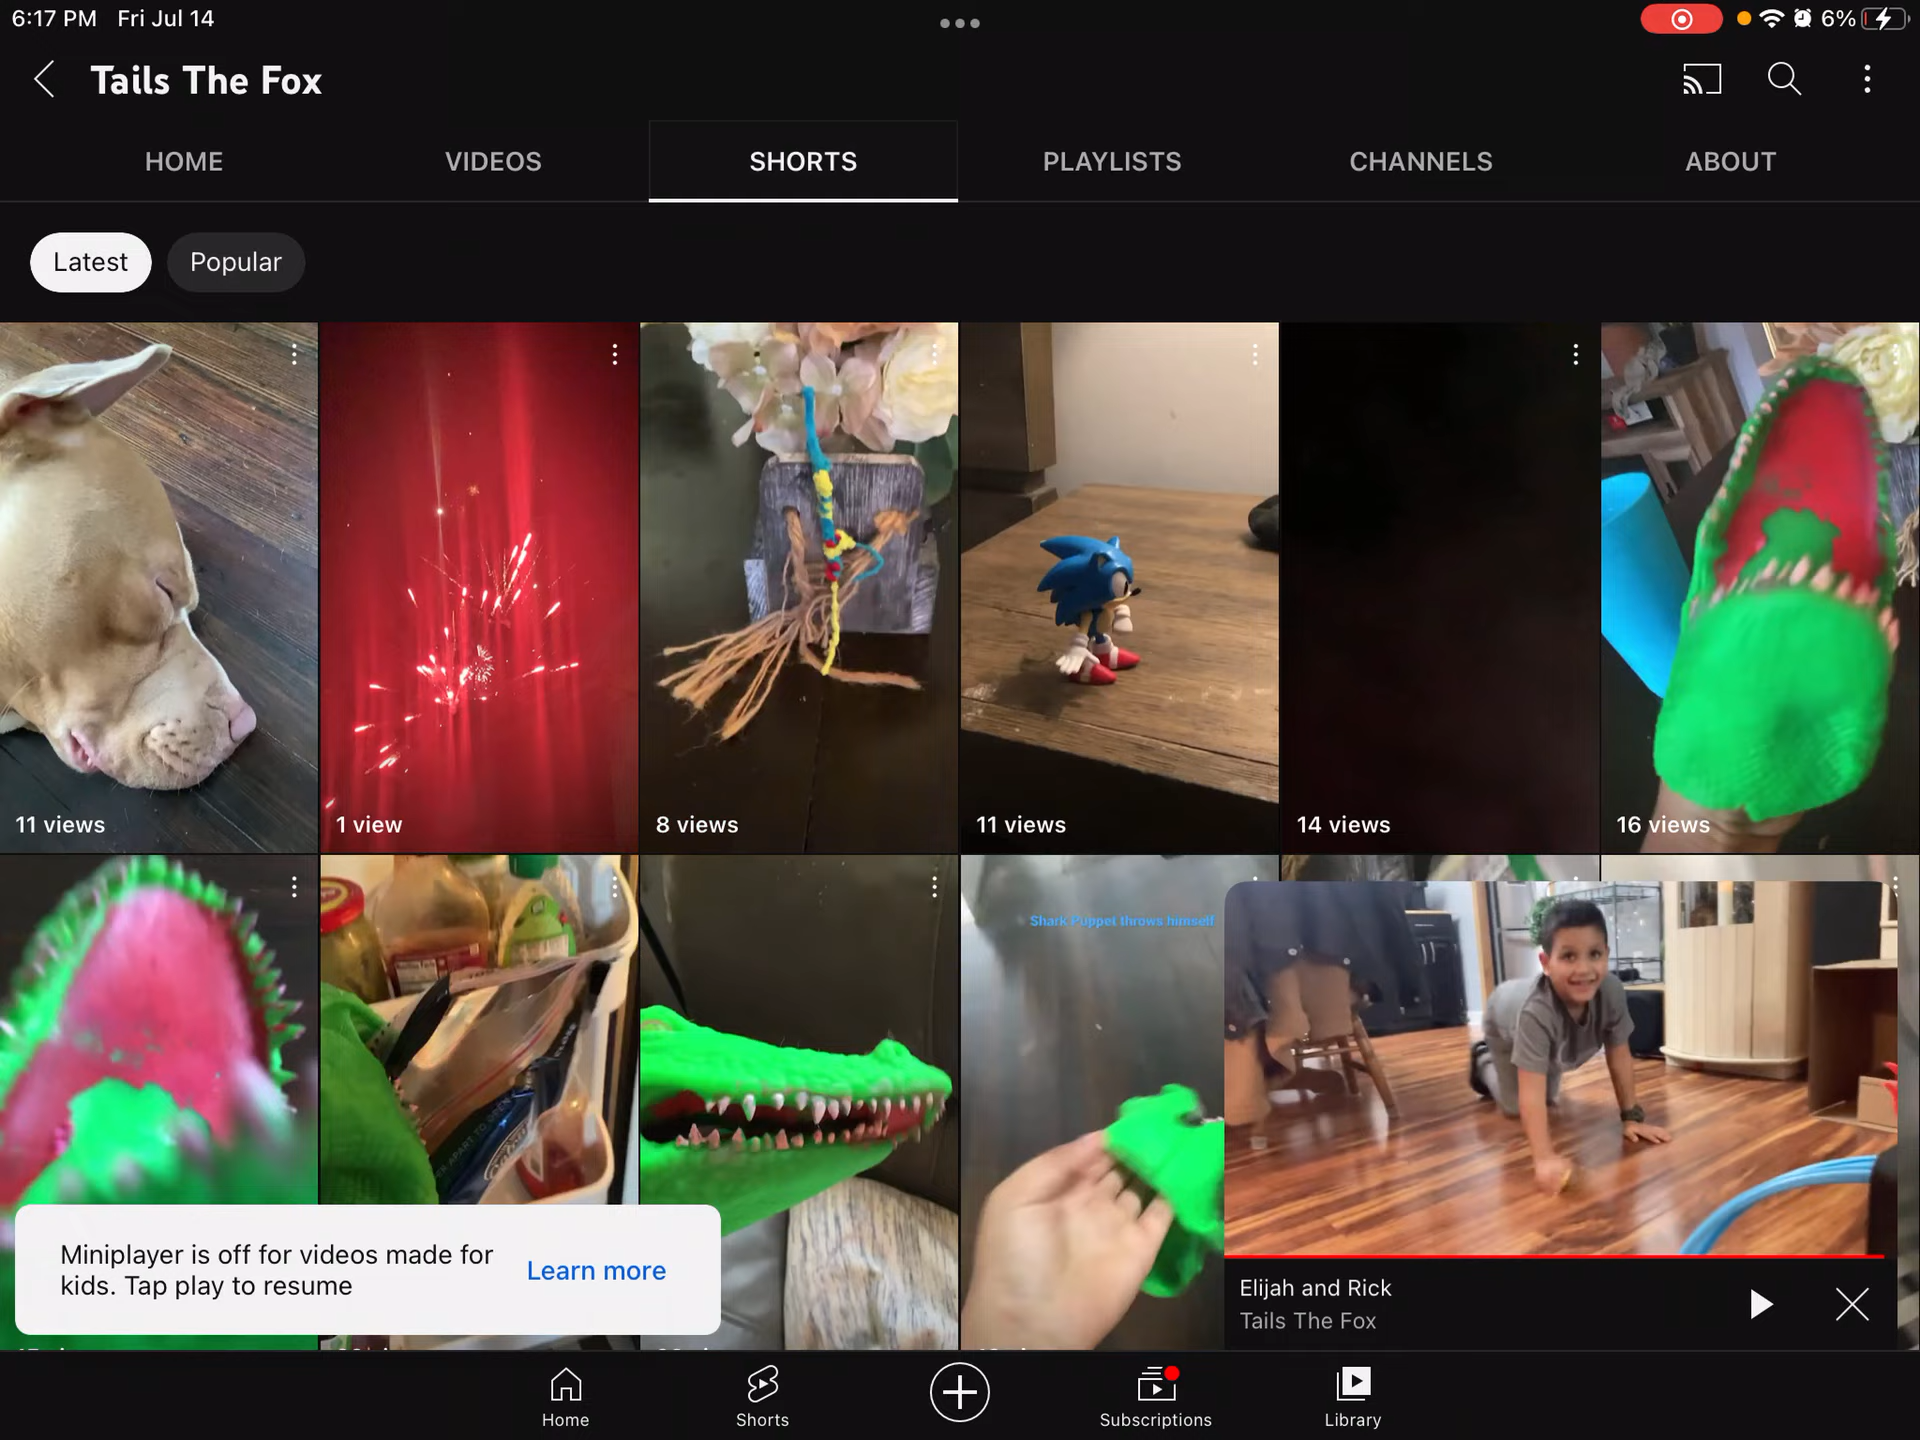 6:17 PM Fri Jul 14
6%
Tails The Fox
HOME VIDEOS SHORTS PLAYLISTS CHANNELS ABOUT
Latest Popular
11 views 1 view 8 views 11 views 14 views 16 views
Shark Puppet throws himself
Miniplayer is off for videos made for
kids. Tap play to resume
Learn more
Elijah and Rick
Tails The Fox
Home Shorts Subscriptions Library